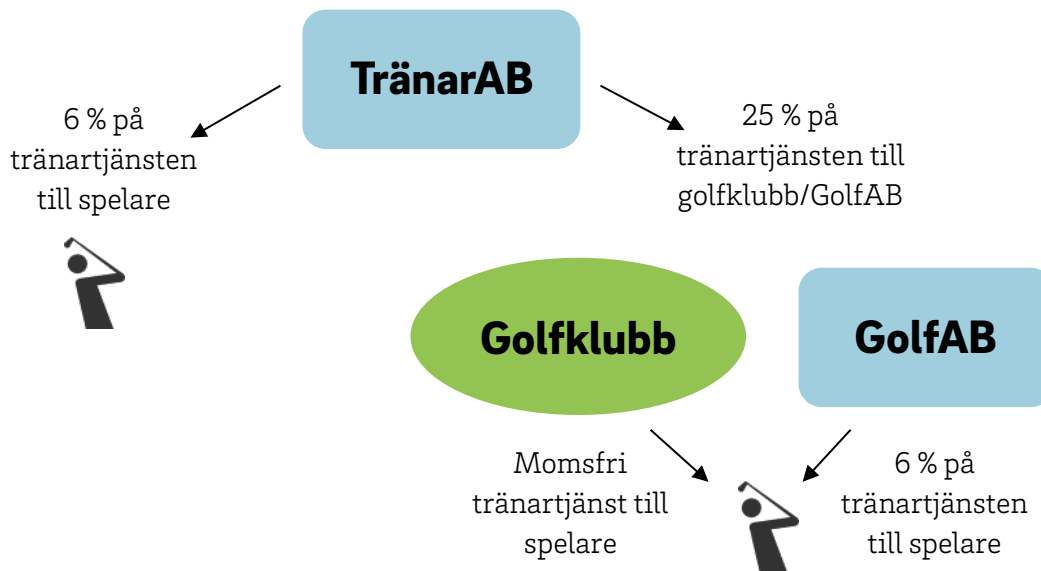 TränarAB
6 % på
tränartjänsten
till spelare
25 % på
tränartjänsten till
golfklubb/GolfAB
Golfklubb
GolfAB
Momsfri
tränartjänst till
spelare
6 % på
tränartjänsten
till spelare